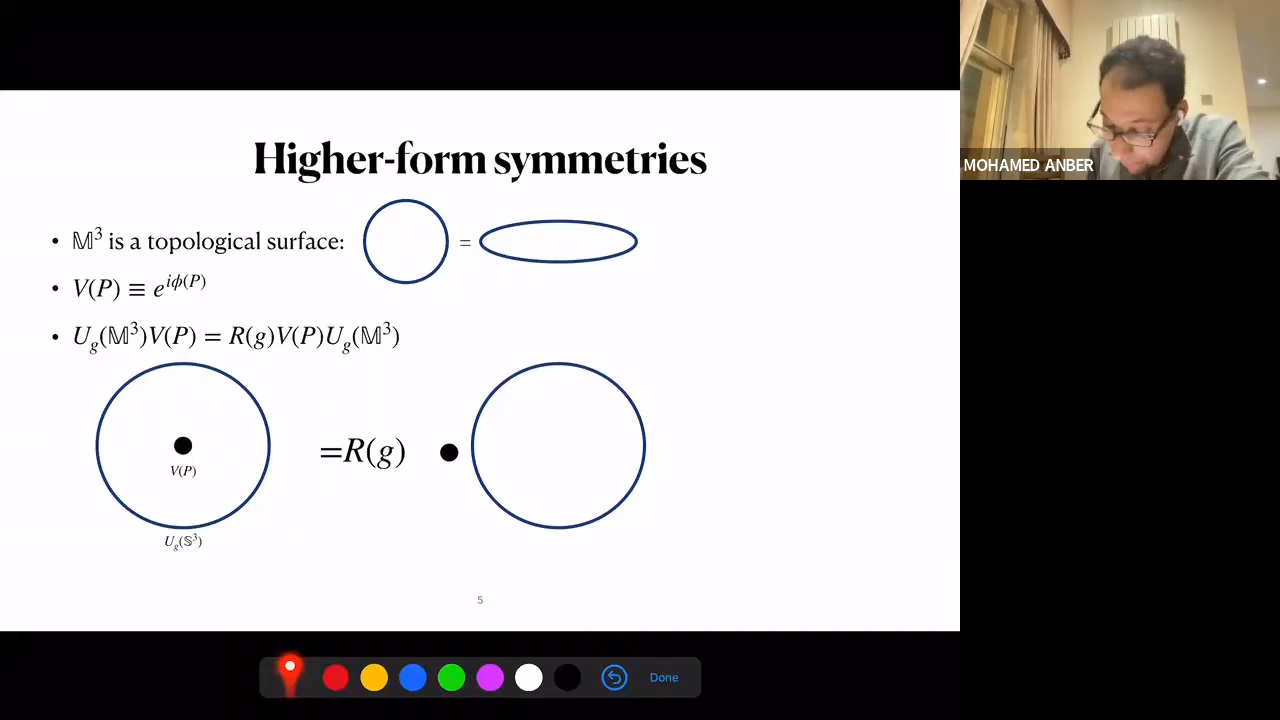 Higher-form symmetries
• 𝕄³ is a topological surface: =
• V(P) ≡ e^{iϕ(P)}
• U_g(𝕄³)V(P) = R(g)V(P)U_g(𝕄³)
V(P)
=R(g)
U_g(𝕊³)
5
MOHAMED ANBER
Done